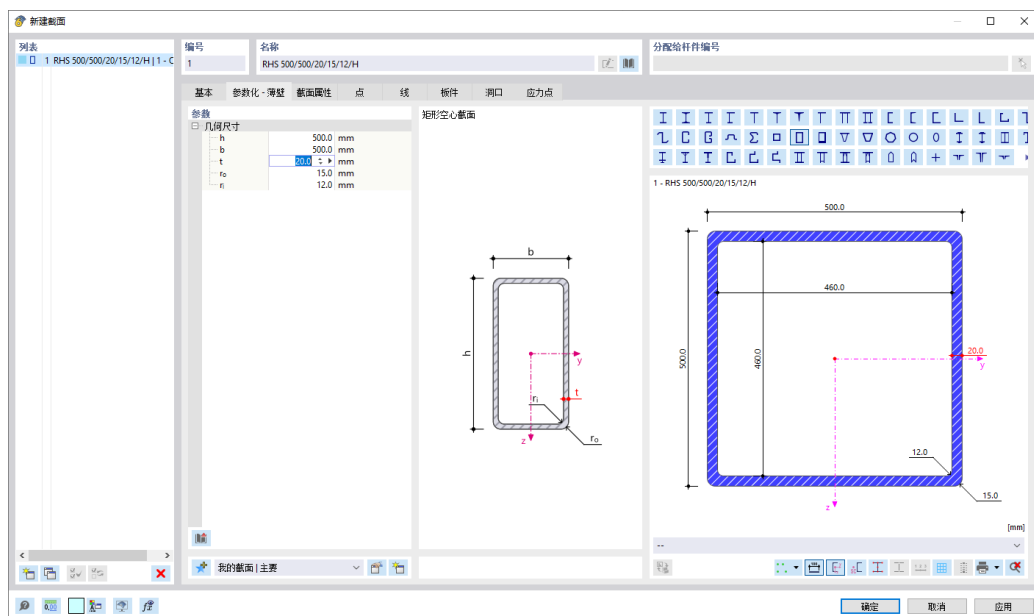 新建截面
列表
1 RHS 500/500/20/15/12/H | 1 - C
编号
1
名称
RHS 500/500/20/15/12/H
分配给杆件编号
基本 参数化 - 薄壁 截面属性 点 线 板件 洞口 应力点
参数
几何尺寸
h 500.0 mm
b 500.0 mm
t 20.0 mm
ro 15.0 mm
ri 12.0 mm
矩形空心截面
b
h
y
t
ri
z
ro
1 - RHS 500/500/20/15/12/H
500.0
460.0
500.0
460.0
20.0
y
12.0
15.0
z
[mm]
--
我的截面 | 主要
0,00
确定 取消 应用